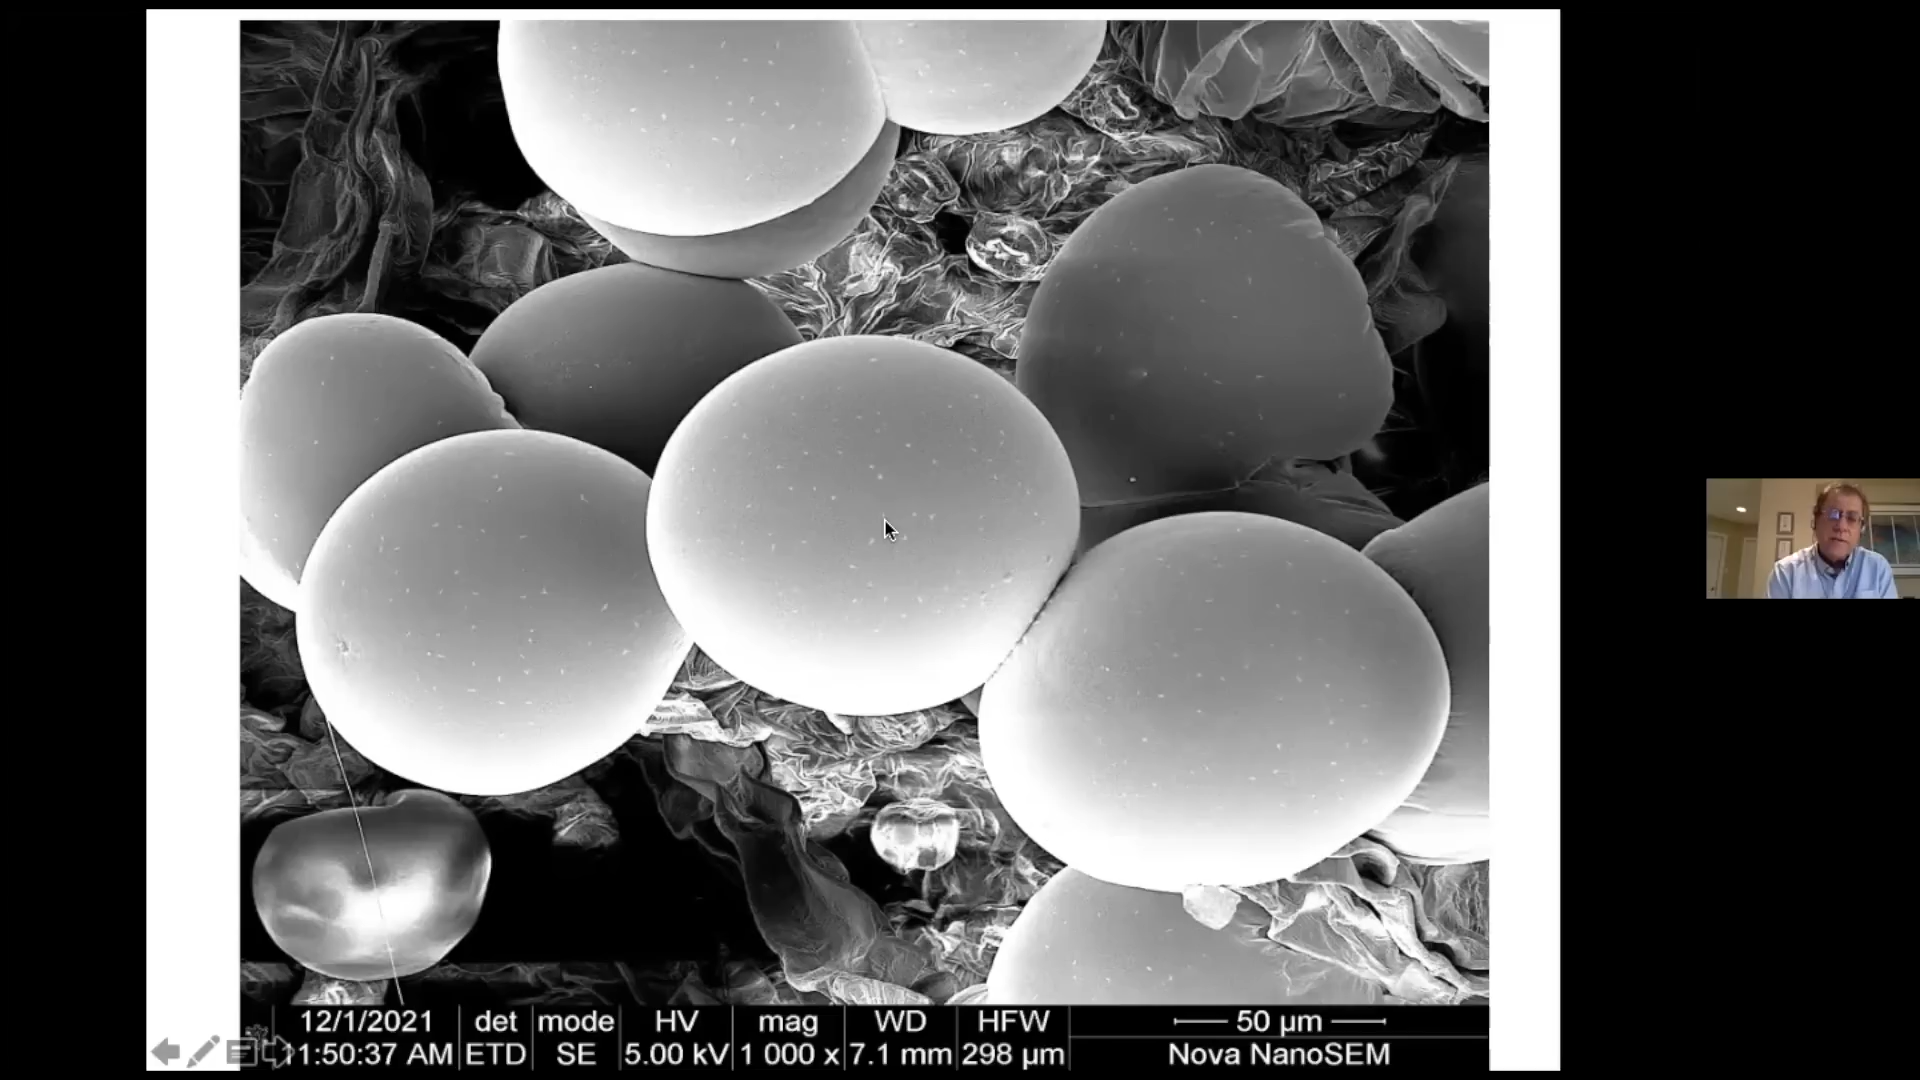 12/1/2021 det mode HV mag WD HFW 50 µm
1:50:37 AM ETD SE 5.00 kV 1 000 x 7.1 mm 298 µm Nova NanoSEM